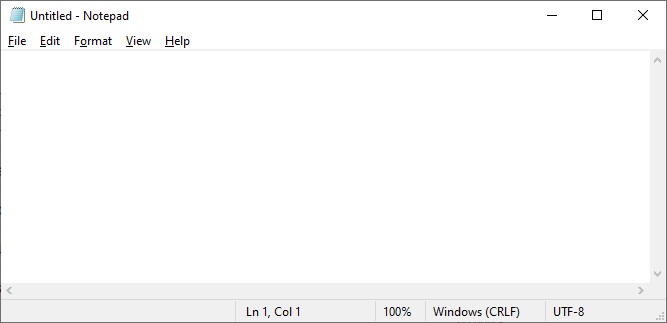 Untitled - Notepad
File Edit Format View Help
Ln 1, Col 1 100% Windows (CRLF) UTF-8